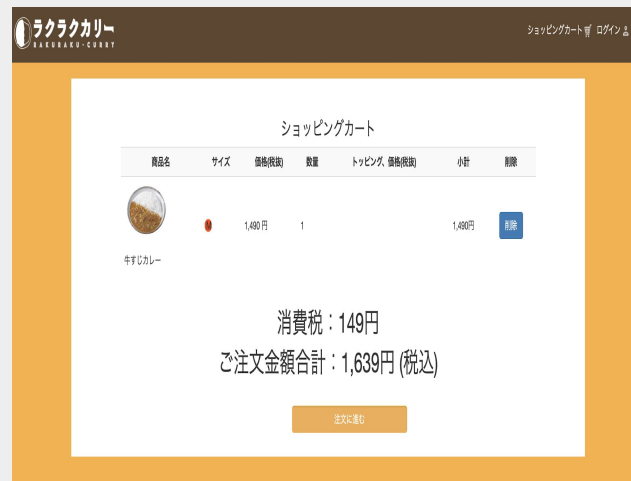 ラクラクカリー
RAKURAKU-CURRY
ショッピングカート ログイン
ショッピングカート
商品名 サイズ 価格(税抜) 数量 トッピング、価格(税抜) 小計 削除
M 1,490 円 1 1,490円 削除
牛すじカレー
消費税：149円
ご注文金額合計：1,639円 (税込)
注文に進む